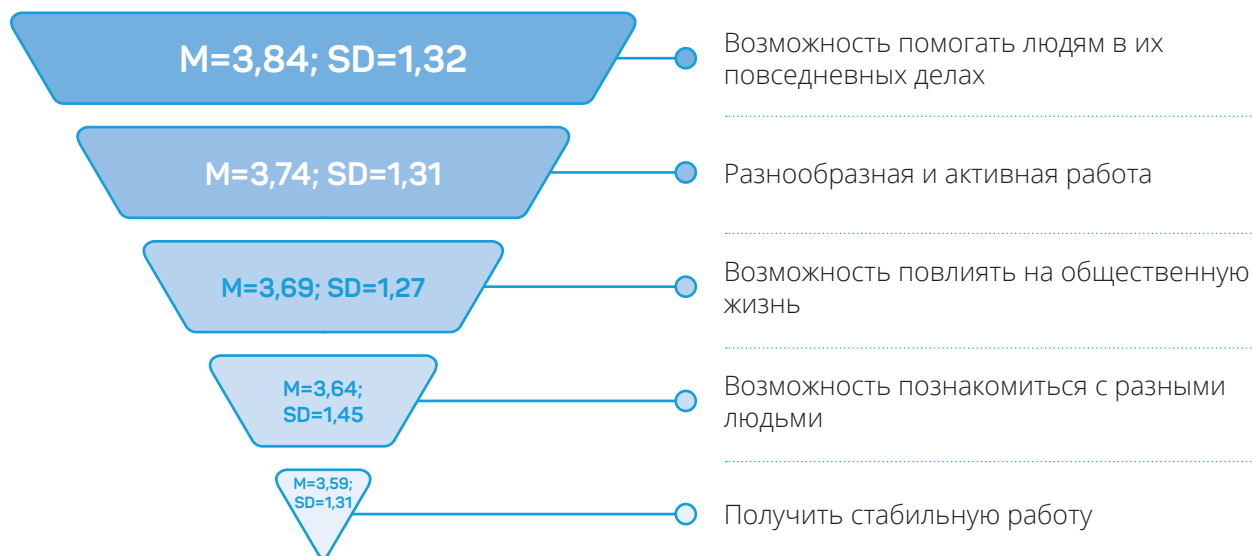 M=3,84; SD=1,32
Возможность помогать людям в их
повседневных делах
M=3,74; SD=1,31
Разнообразная и активная работа
M=3,69; SD=1,27
Возможность повлиять на общественную
жизнь
M=3,64;
SD=1,45
Возможность познакомиться с разными
людьми
M=3,59;
SD=1,31
Получить стабильную работу